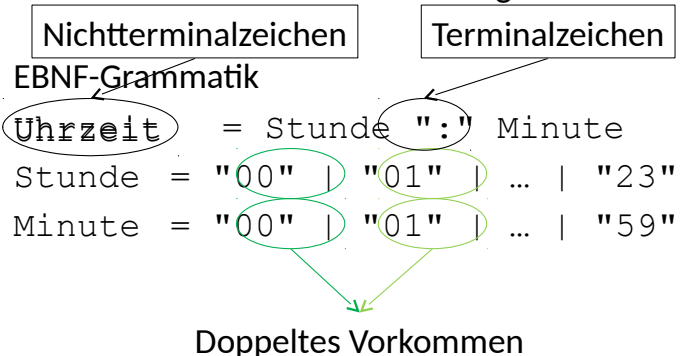 Nichtterminalzeichen Terminalzeichen
EBNF-Grammatik
Uhrzeit = Stunde ":" Minute
Stunde = "00" | "01" | … | "23"
Minute = "00" | "01" | … | "59"
Doppeltes Vorkommen